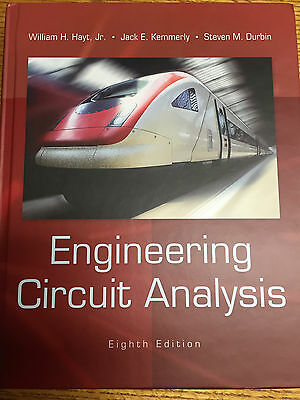 William H. Hayt, Jr. • Jack E. Kemmerly • Steven M. Durbin
Engineering
Circuit Analysis
Eighth Edition